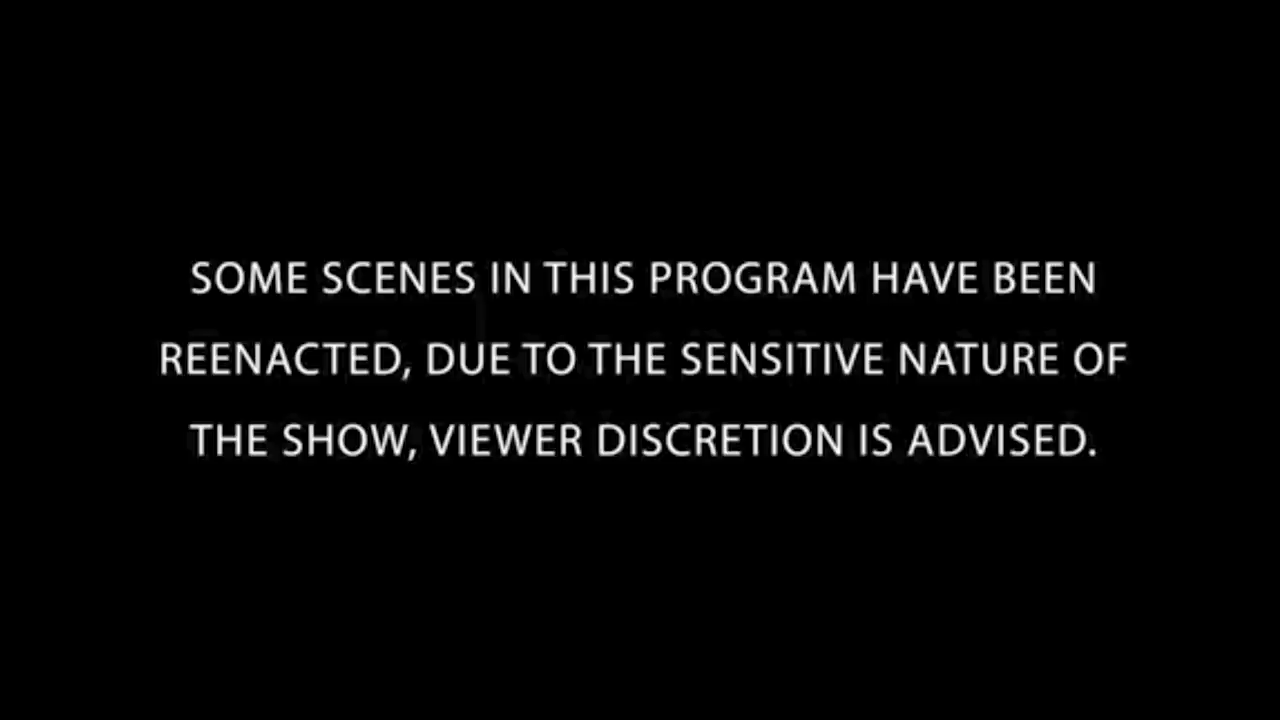 SOME SCENES IN THIS PROGRAM HAVE BEEN
REENACTED, DUE TO THE SENSITIVE NATURE OF
THE SHOW, VIEWER DISCRETION IS ADVISED.